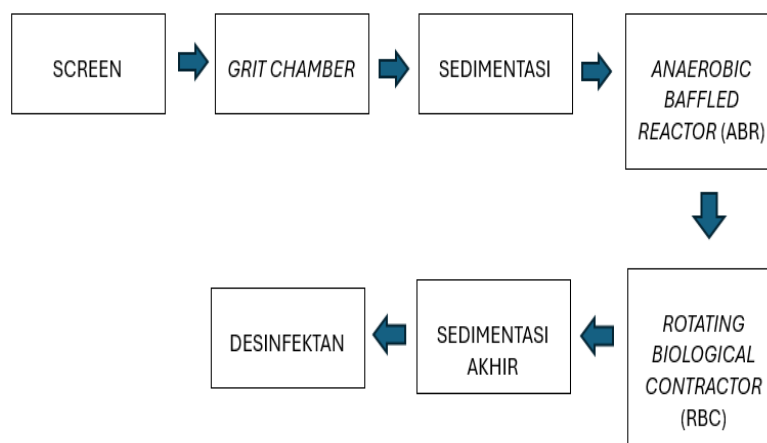 SCREEN
GRIT CHAMBER
SEDIMENTASI
ANAEROBIC
BAFFLED
REACTOR (ABR)
ROTATING
BIOLOGICAL
CONTRACTOR
(RBC)
SEDIMENTASI
AKHIR
DESINFEKTAN